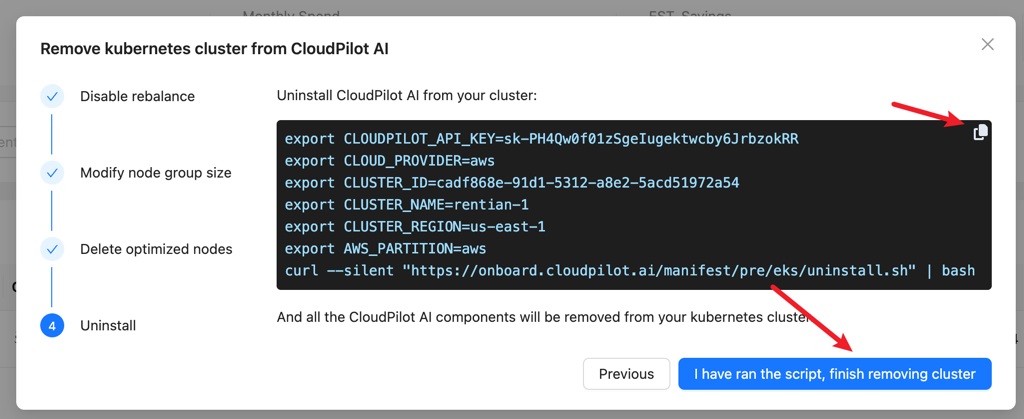 Monthly Spend
EST. Savings
Remove kubernetes cluster from CloudPilot AI
Disable rebalance
Modify node group size
Delete optimized nodes
4
Uninstall
Uninstall CloudPilot AI from your cluster:
export CLOUDPILOT_API_KEY=sk-PH4Qw0f01zSgeIugektwcby6JrbzokRR
export CLOUD_PROVIDER=aws
export CLUSTER_ID=cadf868e-91d1-5312-a8e2-5acd51972a54
export CLUSTER_NAME=rentian-1
export CLUSTER_REGION=us-east-1
export AWS_PARTITION=aws
curl --silent "https://onboard.cloudpilot.ai/manifest/pre/eks/uninstall.sh" | bash
And all the CloudPilot AI components will be removed from your kubernetes cluster
Previous
I have ran the script, finish removing cluster